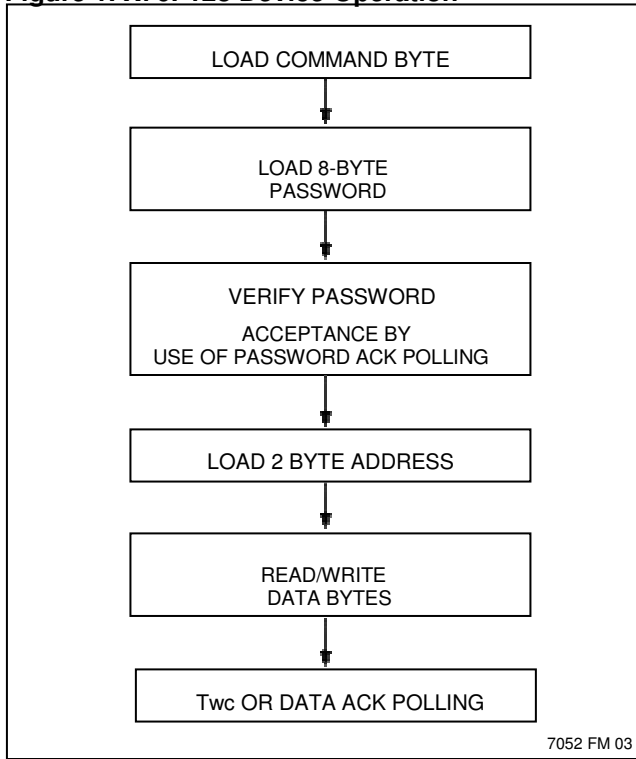 LOAD COMMAND BYTE
LOAD 8-BYTE
PASSWORD
VERIFY PASSWORD
ACCEPTANCE BY
USE OF PASSWORD ACK POLLING
LOAD 2 BYTE ADDRESS
READ/WRITE
DATA BYTES
Twc OR DATA ACK POLLING
7052 FM 03